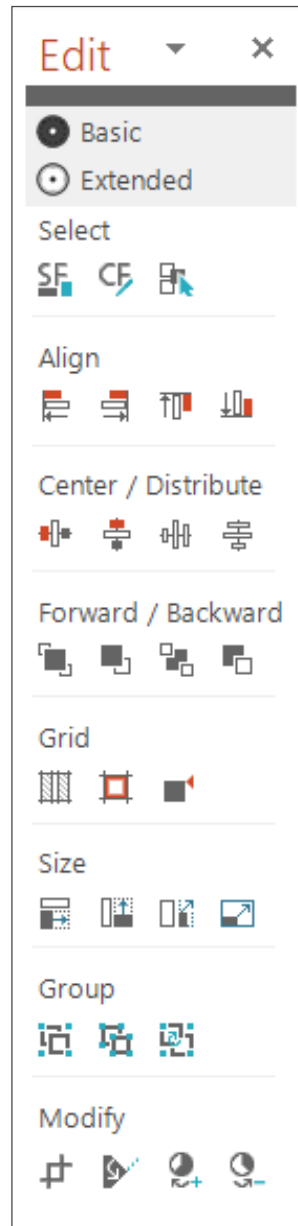 Edit
Basic
Extended
Select
SF CF
Align
Center / Distribute
Forward / Backward
Grid
Size
Group
Modify